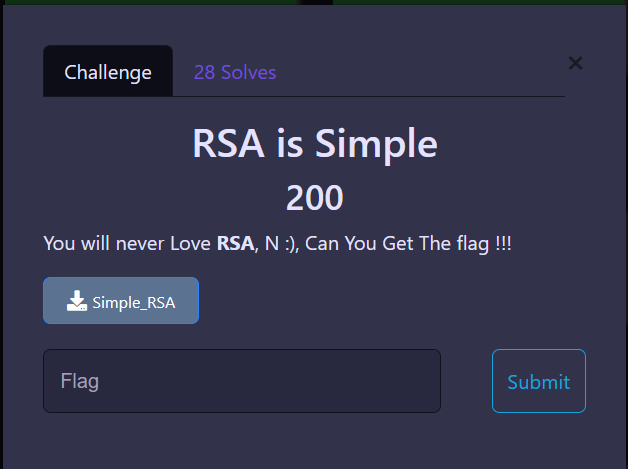 Challenge
28 Solves
×
RSA is Simple
200
You will never Love RSA, N :), Can You Get The flag !!!
Simple_RSA
Flag
Submit